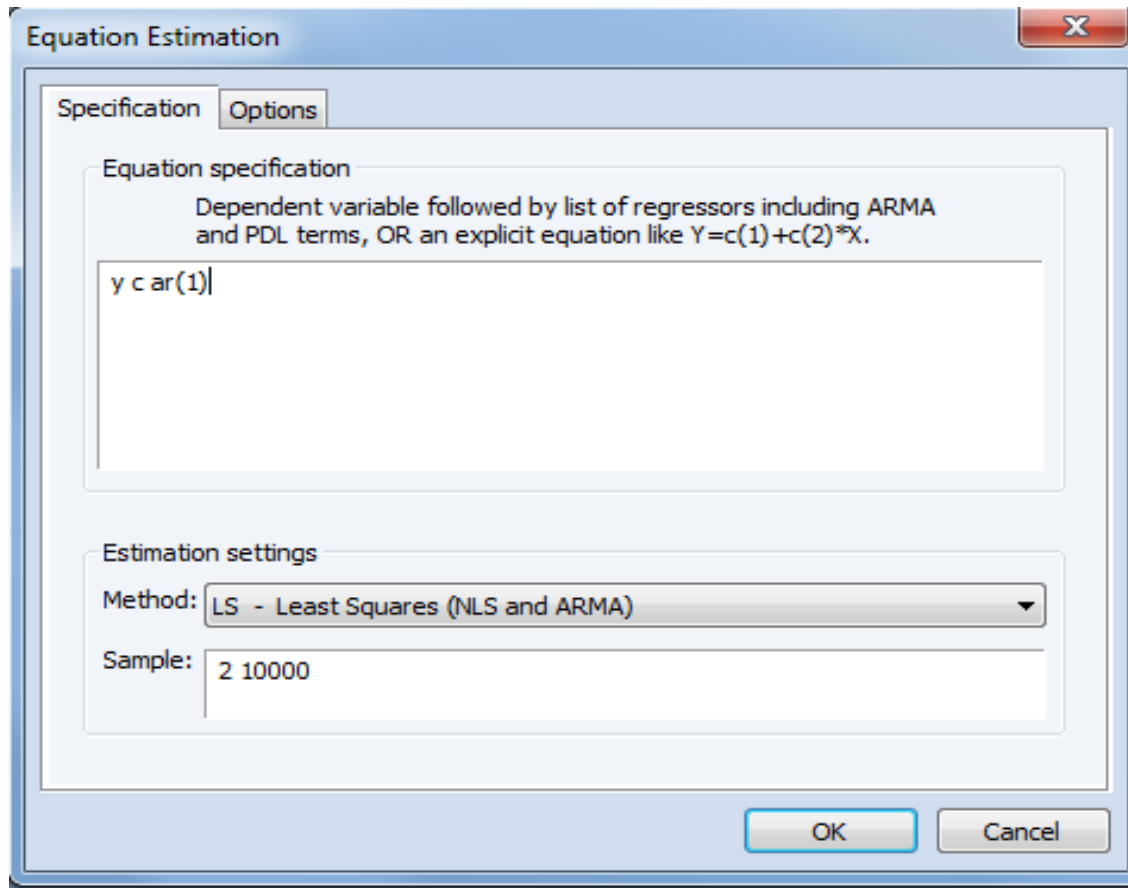 Equation Estimation
Specification
Options
Equation specification
Dependent variable followed by list of regressors including ARMA
and PDL terms, OR an explicit equation like Y=c(1)+c(2)*X.
y c ar(1)
Estimation settings
Method: LS - Least Squares (NLS and ARMA)
Sample: 2 10000
OK
Cancel